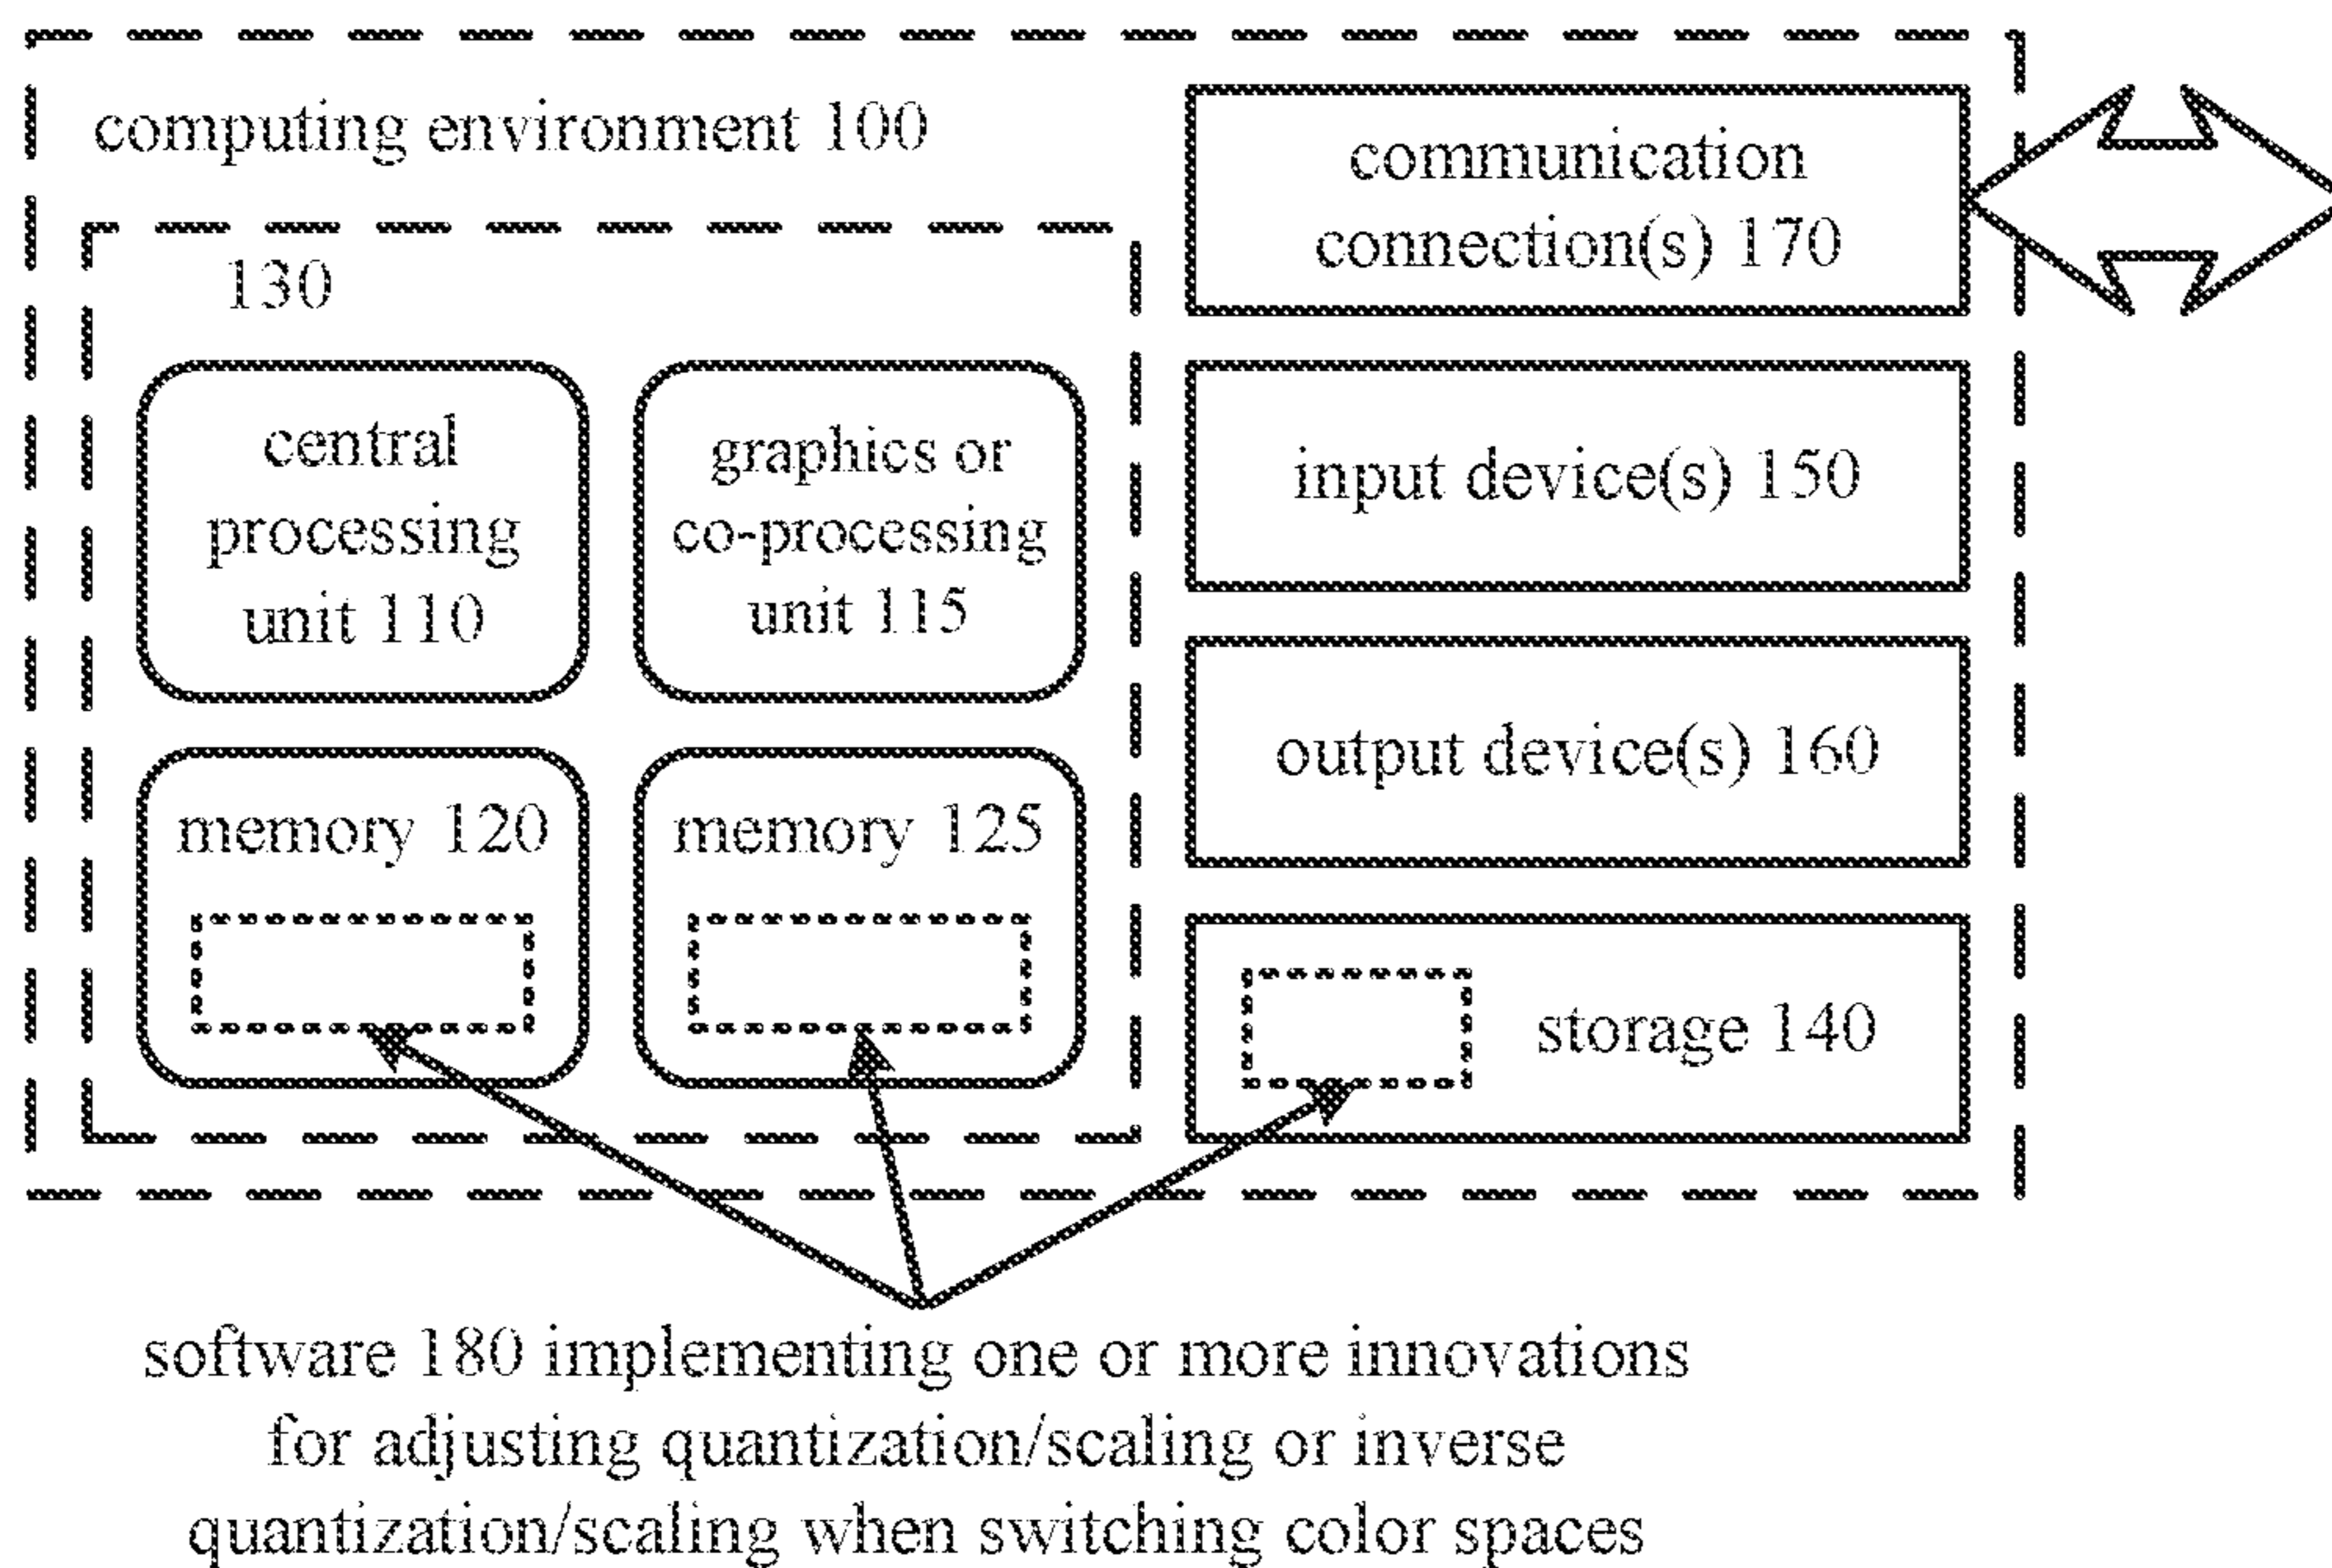 computing environment 100
130
central
processing
unit 110
graphics or
co-processing
unit 115
memory 120
memory 125
communication
connection(s) 170
input device(s) 150
output device(s) 160
storage 140
software 180 implementing one or more innovations
for adjusting quantization/scaling or inverse
quantization/scaling when switching color spaces